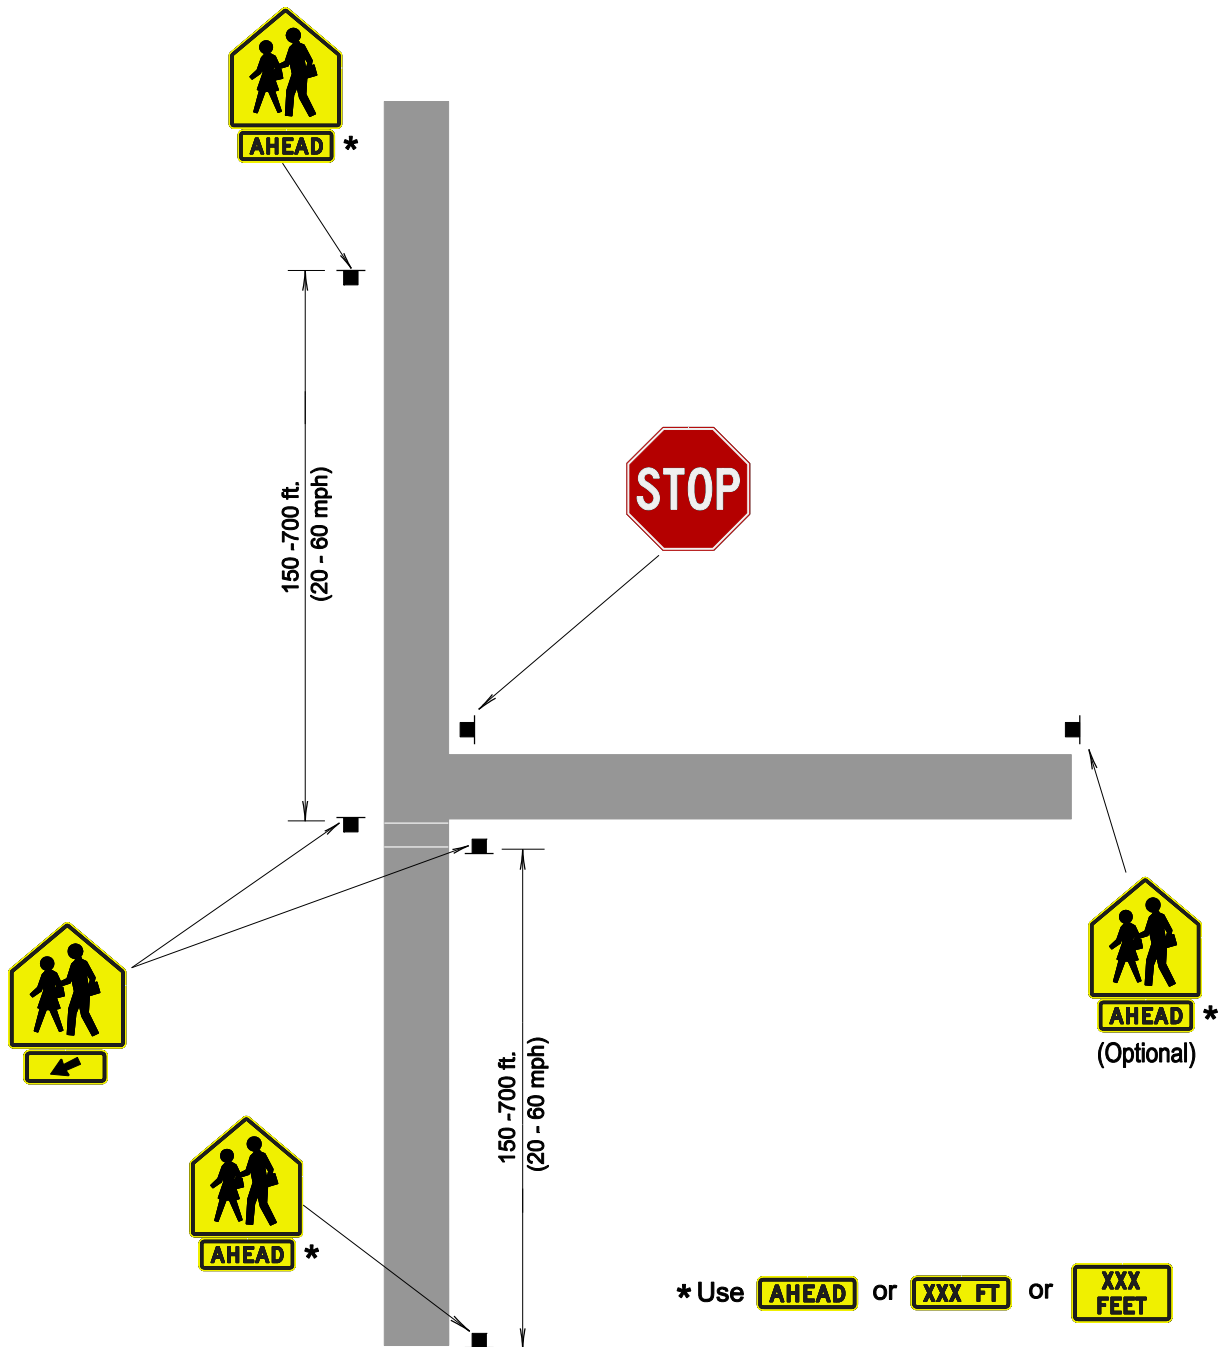 AHEAD *
150 -700 ft.
(20 - 60 mph)
STOP
AHEAD *
(Optional)
150 -700 ft.
(20 - 60 mph)
AHEAD *
* Use AHEAD or XXX FT or XXX
FEET